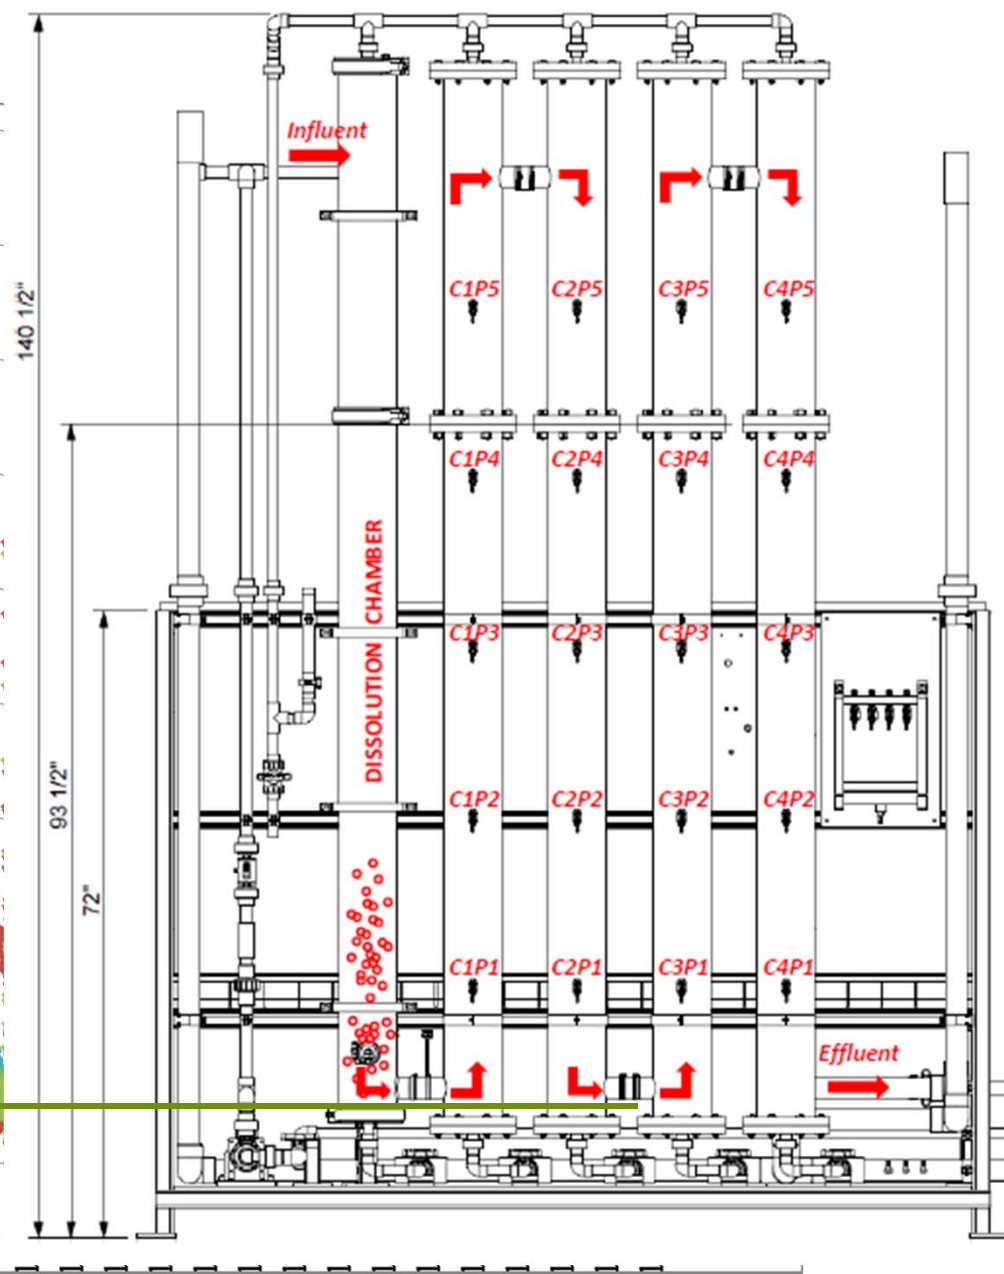 Influent
C1P5 C2P5 C3P5 C4P5
140 1/2"
C1P4 C2P4 C3P4 C4P4
DISSOLUTION CHAMBER
C1P3 C2P3 C3P3 C4P3
93 1/2"
C1P2 C2P2 C3P2 C4P2
72"
C1P1 C2P1 C3P1 C4P1
Effluent